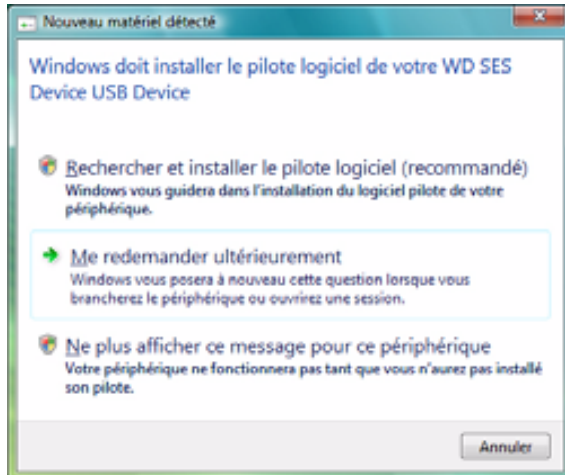 Nouveau matériel détecté
Windows doit installer le pilote logiciel de votre WD SES
Device USB Device
Rechercher et installer le pilote logiciel (recommandé)
Windows vous guidera dans l'installation du logiciel pilote de votre
périphérique.
Me redemander ultérieurement
Windows vous posera à nouveau cette question lorsque vous
brancherez le périphérique ou ouvrirez une session.
Ne plus afficher ce message pour ce périphérique
Votre périphérique ne fonctionnera pas tant que vous n'aurez pas installé
son pilote.
Annuler